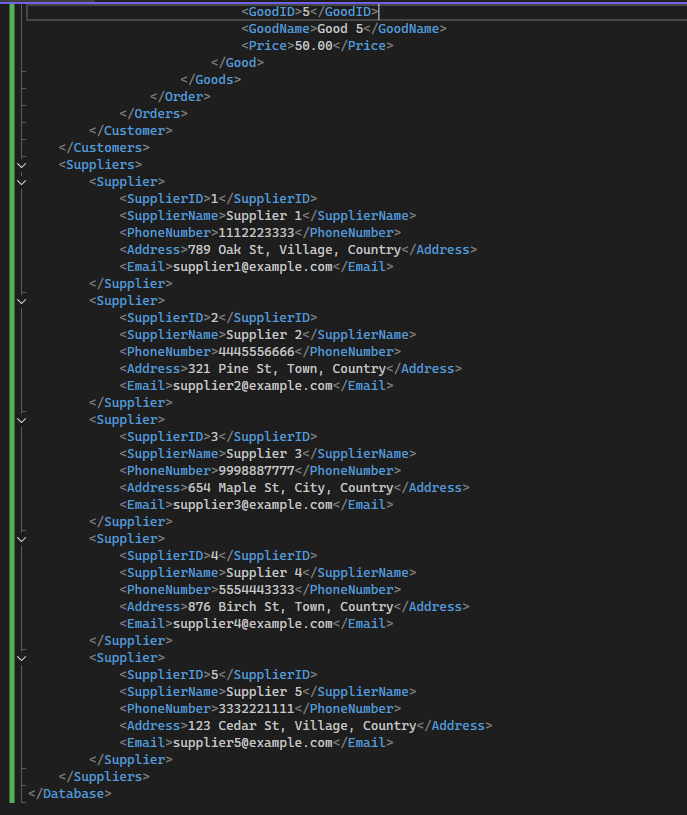 <GoodID>5</GoodID>
<GoodName>Good 5</GoodName>
<Price>50.00</Price>
</Good>
</Goods>
</Order>
</Orders>
</Customer>
</Customers>
<Suppliers>
<Supplier>
<SupplierID>1</SupplierID>
<SupplierName>Supplier 1</SupplierName>
<PhoneNumber>1112223333</PhoneNumber>
<Address>789 Oak St, Village, Country</Address>
<Email>supplier1@example.com</Email>
</Supplier>
<Supplier>
<SupplierID>2</SupplierID>
<SupplierName>Supplier 2</SupplierName>
<PhoneNumber>4445556666</PhoneNumber>
<Address>321 Pine St, Town, Country</Address>
<Email>supplier2@example.com</Email>
</Supplier>
<Supplier>
<SupplierID>3</SupplierID>
<SupplierName>Supplier 3</SupplierName>
<PhoneNumber>9998887777</PhoneNumber>
<Address>654 Maple St, City, Country</Address>
<Email>supplier3@example.com</Email>
</Supplier>
<Supplier>
<SupplierID>4</SupplierID>
<SupplierName>Supplier 4</SupplierName>
<PhoneNumber>5554443333</PhoneNumber>
<Address>876 Birch St, Town, Country</Address>
<Email>supplier4@example.com</Email>
</Supplier>
<Supplier>
<SupplierID>5</SupplierID>
<SupplierName>Supplier 5</SupplierName>
<PhoneNumber>3332221111</PhoneNumber>
<Address>123 Cedar St, Village, Country</Address>
<Email>supplier5@example.com</Email>
</Supplier>
</Suppliers>
</Database>